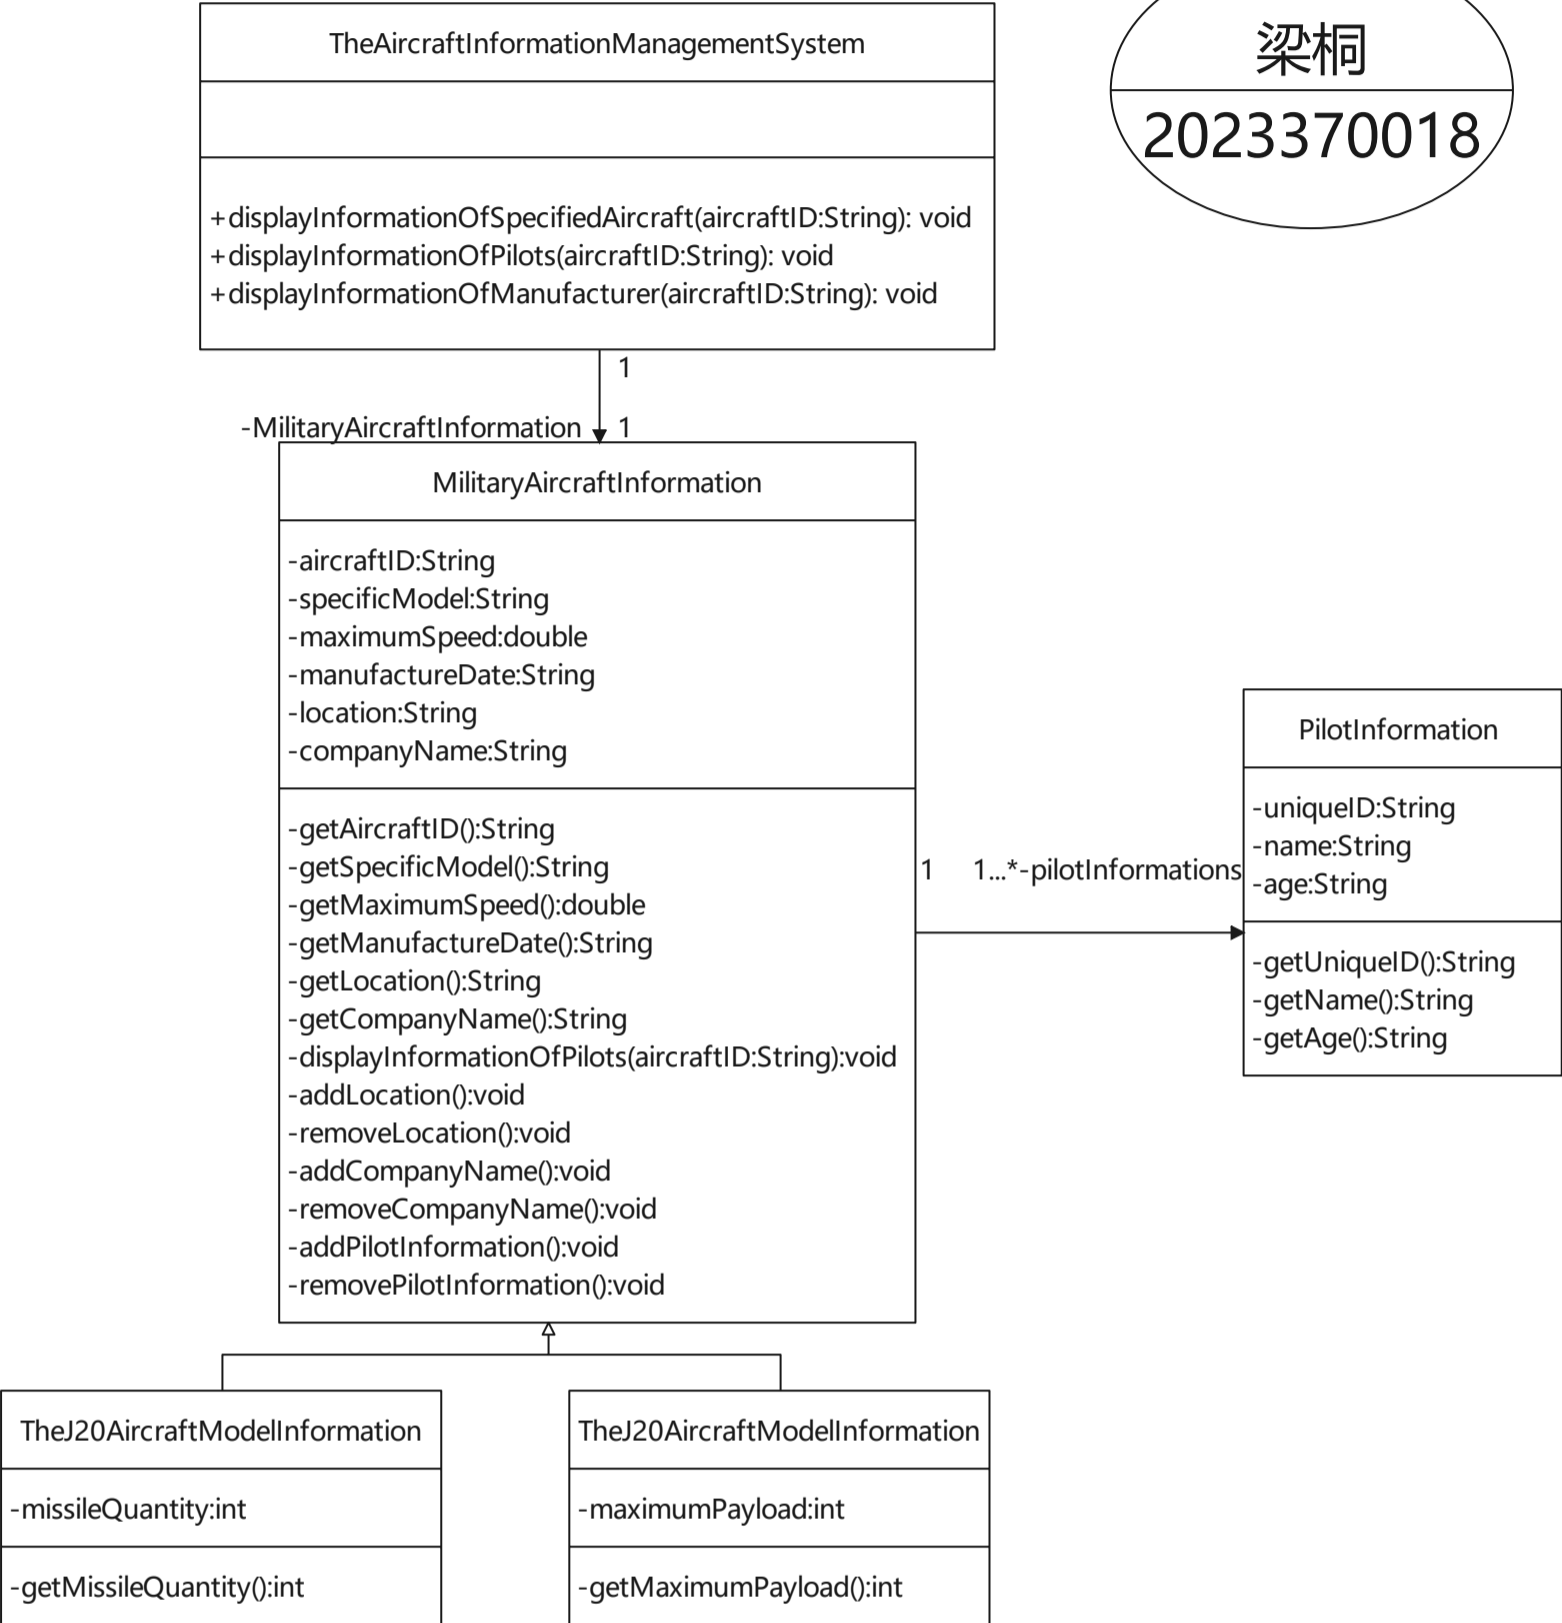 TheAircraftInformationManagementSystem
+displayInformationOfSpecifiedAircraft(aircraftID:String): void
+displayInformationOfPilots(aircraftID:String): void
+displayInformationOfManufacturer(aircraftID:String): void
梁桐
2023370018
1
-MilitaryAircraftInformation
1
MilitaryAircraftInformation
-aircraftID:String
-specificModel:String
-maximumSpeed:double
-manufactureDate:String
-location:String
-companyName:String
-getAircraftID():String
-getSpecificModel():String
-getMaximumSpeed():double
-getManufactureDate():String
-getLocation():String
-getCompanyName():String
-displayInformationOfPilots(aircraftID:String):void
-addLocation():void
-removeLocation():void
-addCompanyName():void
-removeCompanyName():void
-addPilotInformation():void
-removePilotInformation():void
1
1...*-pilotInformations
PilotInformation
-uniqueID:String
-name:String
-age:String
-getUniqueID():String
-getName():String
-getAge():String
TheJ20AircraftModelInformation
-missileQuantity:int
-getMissileQuantity():int
TheJ20AircraftModelInformation
-maximumPayload:int
-getMaximumPayload():int